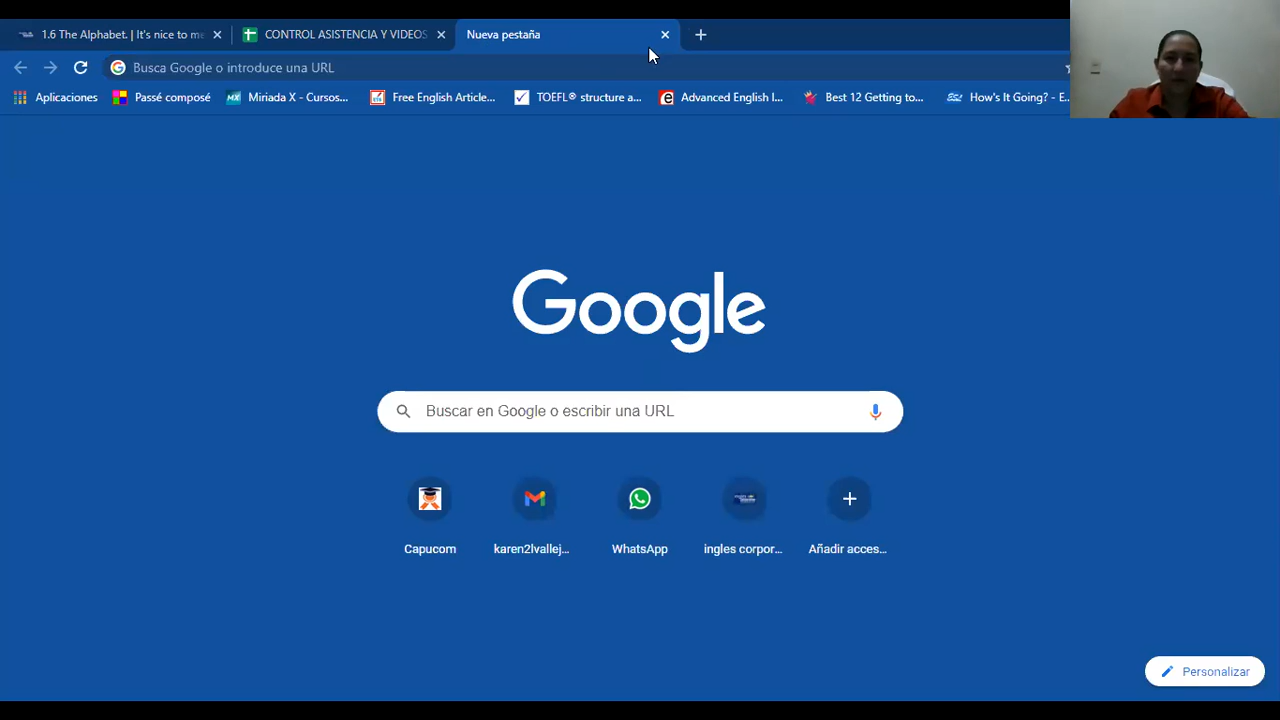 1.6 The Alphabet. | It's nice to me
CONTROL ASISTENCIA Y VIDEOS
Nueva pestaña
Busca Google o introduce una URL
Aplicaciones
Passé composé
Miriada X - Cursos...
Free English Article...
TOEFL® structure a...
Advanced English I...
Best 12 Getting to...
How's It Going? - E...
Google
Buscar en Google o escribir una URL
Capucom
karen2lvallej...
WhatsApp
ingles corpor...
Añadir acces...
Personalizar